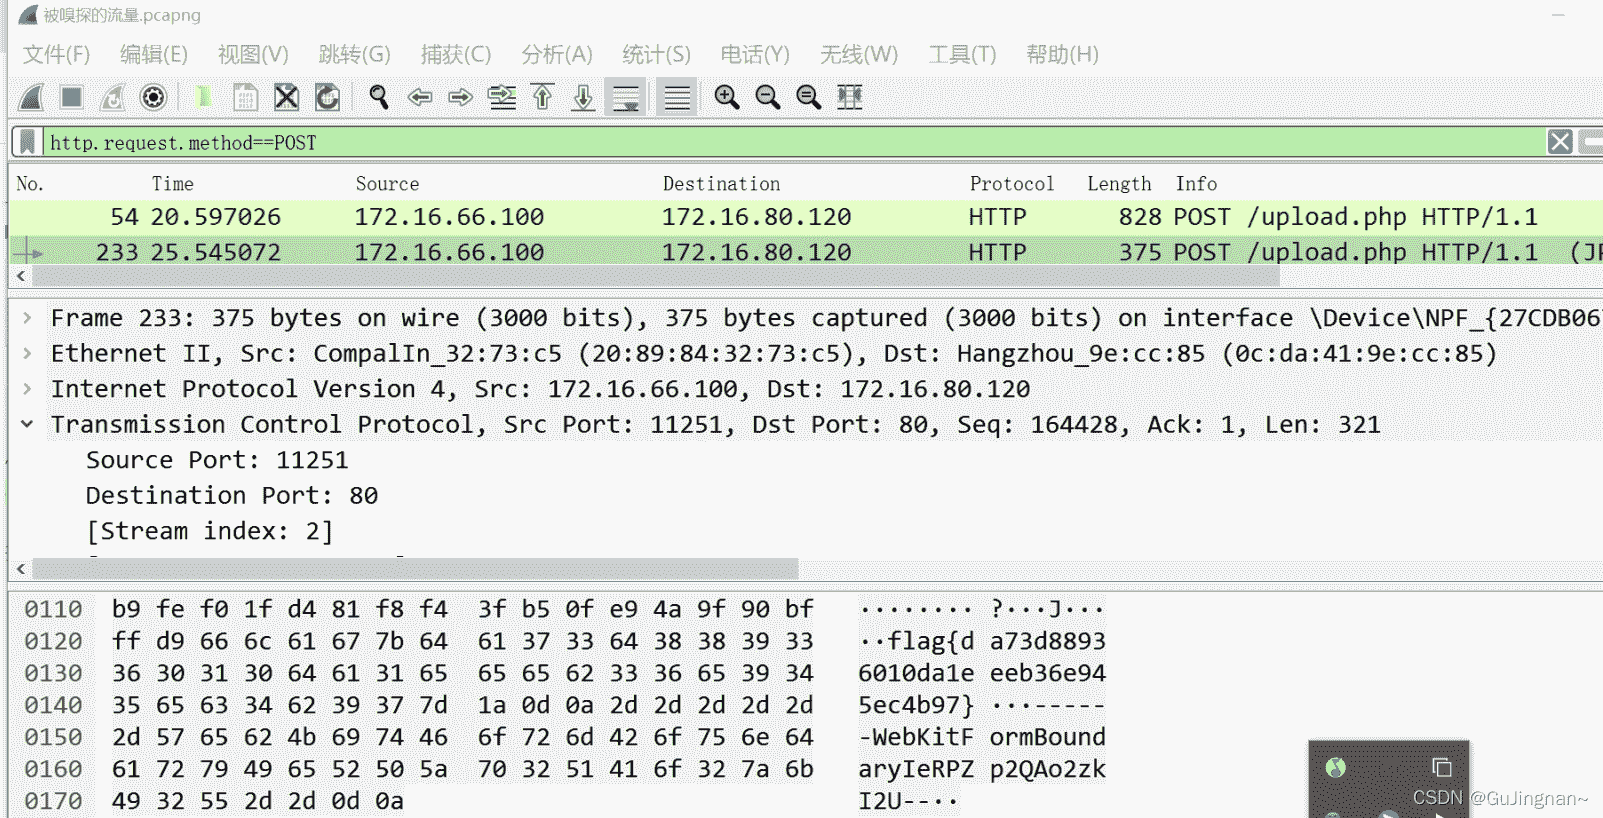 被嗅探的流量.pcapng
文件(F) 编辑(E) 视图(V) 跳转(G) 捕获(C) 分析(A) 统计(S) 电话(Y) 无线(W) 工具(T) 帮助(H)
http.request.method==POST
No. Time Source Destination Protocol Length Info
54 20.597026 172.16.66.100 172.16.80.120 HTTP 828 POST /upload.php HTTP/1.1
233 25.545072 172.16.66.100 172.16.80.120 HTTP 375 POST /upload.php HTTP/1.1 (JP
Frame 233: 375 bytes on wire (3000 bits), 375 bytes captured (3000 bits) on interface \Device\NPF_{27CDB06
Ethernet II, Src: CompalIn_32:73:c5 (20:89:84:32:73:c5), Dst: Hangzhou_9e:cc:85 (0c:da:41:9e:cc:85)
Internet Protocol Version 4, Src: 172.16.66.100, Dst: 172.16.80.120
Transmission Control Protocol, Src Port: 11251, Dst Port: 80, Seq: 164428, Ack: 1, Len: 321
Source Port: 11251
Destination Port: 80
[Stream index: 2]
0110 b9 fe f0 1f d4 81 f8 f4 3f b5 0f e9 4a 9f 90 bf ········ ?···J···
0120 ff d9 66 6c 61 67 7b 64 61 37 33 64 38 38 39 33 ··flag{d a73d8893
0130 36 30 31 30 64 61 31 65 65 65 62 33 36 65 39 34 6010da1e eeb36e94
0140 35 65 63 34 62 39 37 7d 1a 0d 0a 2d 2d 2d 2d 2d 5ec4b97} ···-----
0150 2d 57 65 62 4b 69 74 46 6f 72 6d 42 6f 75 6e 64 -WebKitF ormBound
0160 61 72 79 49 65 52 50 5a 70 32 51 41 6f 32 7a 6b aryIeRPZ p2QAo2zk
0170 49 32 55 2d 2d 0d 0a I2U--··
CSDN @GuJingnan~